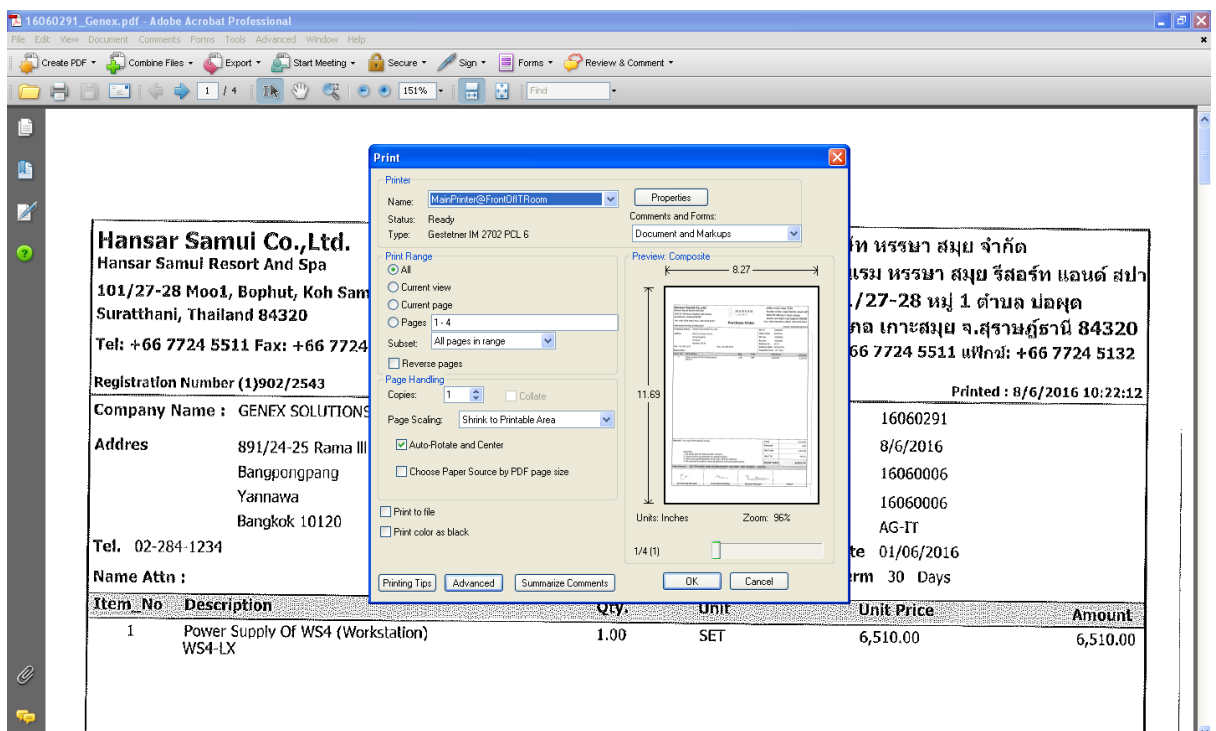 16060291_Genex.pdf - Adobe Acrobat Professional
File Edit View Document Comments Forms Tools Advanced Window Help
Create PDF Combine Files Export Start Meeting Secure Sign Forms Review & Comment
1 / 4 151% Find
Hansar Samui Co.,Ltd.
Hansar Samui Resort And Spa
101/27-28 Moo1, Bophut, Koh Sam
Suratthani, Thailand 84320
Tel: +66 7724 5511 Fax: +66 7724
Registration Number (1)902/2543
หรรษา สมุย จำกัด
หรรษา สมุย รีสอร์ท แอนด์ สปา
/27-28 หมู่ 1 ตำบล บ่อผุด
เกาะสมุย จ.สุราษฎ์ธานี 84320
66 7724 5511 แฟ็กซ์: +66 7724 5132
Printed : 8/6/2016 10:22:12
Company Name : GENEX SOLUTIONS
16060291
Addres 891/24-25 Rama III
8/6/2016
Bangpongpang
16060006
Yannawa
16060006
Bangkok 10120
AG-IT
Tel. 02-284-1234
te 01/06/2016
Name Attn :
erm 30 Days
Item_No Description Qty. Unit Unit Price Amount
1 Power Supply Of WS4 (Workstation) 1.00 SET 6,510.00 6,510.00
WS4-LX
Print
Printer
Name: MainPrinter@FrontOfITRoom Properties
Status: Ready Comments and Forms:
Type: Gestetner IM 2702 PCL 6 Document and Markups
Print Range
All
Current view
Current page
Pages 1 - 4
Subset: All pages in range
Reverse pages
Page Handling
Copies: 1 Collate
Page Scaling: Shrink to Printable Area
Auto-Rotate and Center
Choose Paper Source by PDF page size
Print to file
Print color as black
Preview: Composite
8.27
HANSAR
Purchase Order
11.69
Units: Inches Zoom: 96%
1/4 (1)
Printing Tips Advanced Summarize Comments OK Cancel